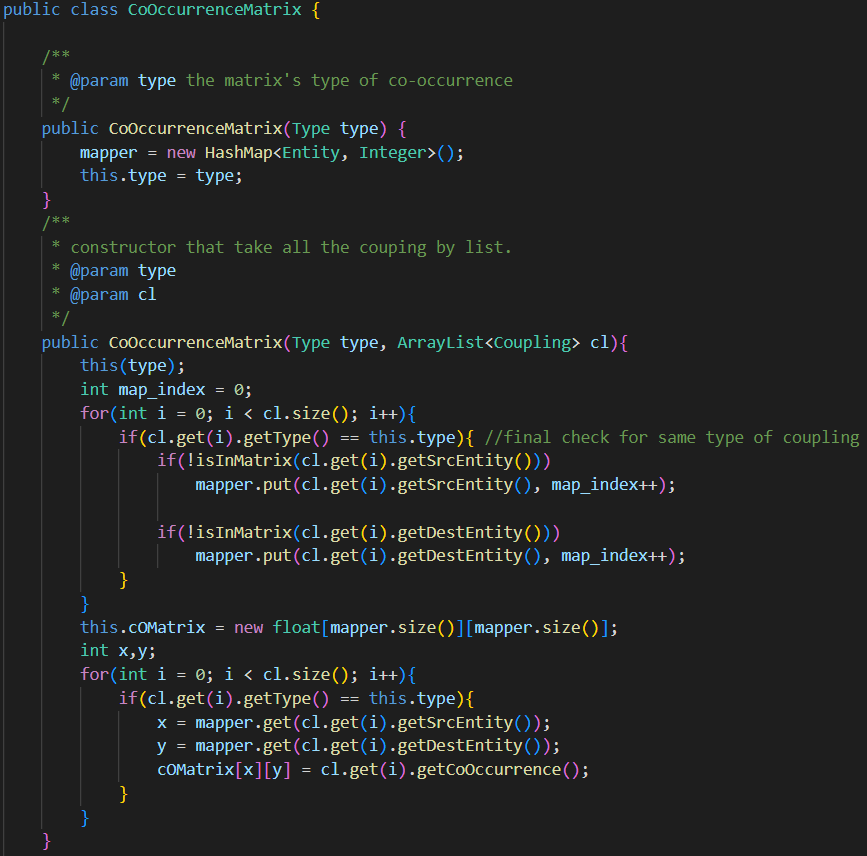 public class CoOccurrenceMatrix {
/**
* @param type the matrix's type of co-occurrence
*/
public CoOccurrenceMatrix(Type type) {
mapper = new HashMap<Entity, Integer>();
this.type = type;
}
/**
* constructor that take all the couping by list.
* @param type
* @param cl
*/
public CoOccurrenceMatrix(Type type, ArrayList<Coupling> cl){
this(type);
int map_index = 0;
for(int i = 0; i < cl.size(); i++){
if(cl.get(i).getType() == this.type){ //final check for same type of coupling
if(!isInMatrix(cl.get(i).getSrcEntity()))
mapper.put(cl.get(i).getSrcEntity(), map_index++);
if(!isInMatrix(cl.get(i).getDestEntity()))
mapper.put(cl.get(i).getDestEntity(), map_index++);
}
}
this.cOMatrix = new float[mapper.size()][mapper.size()];
int x,y;
for(int i = 0; i < cl.size(); i++){
if(cl.get(i).getType() == this.type){
x = mapper.get(cl.get(i).getSrcEntity());
y = mapper.get(cl.get(i).getDestEntity());
cOMatrix[x][y] = cl.get(i).getCoOccurrence();
}
}
}